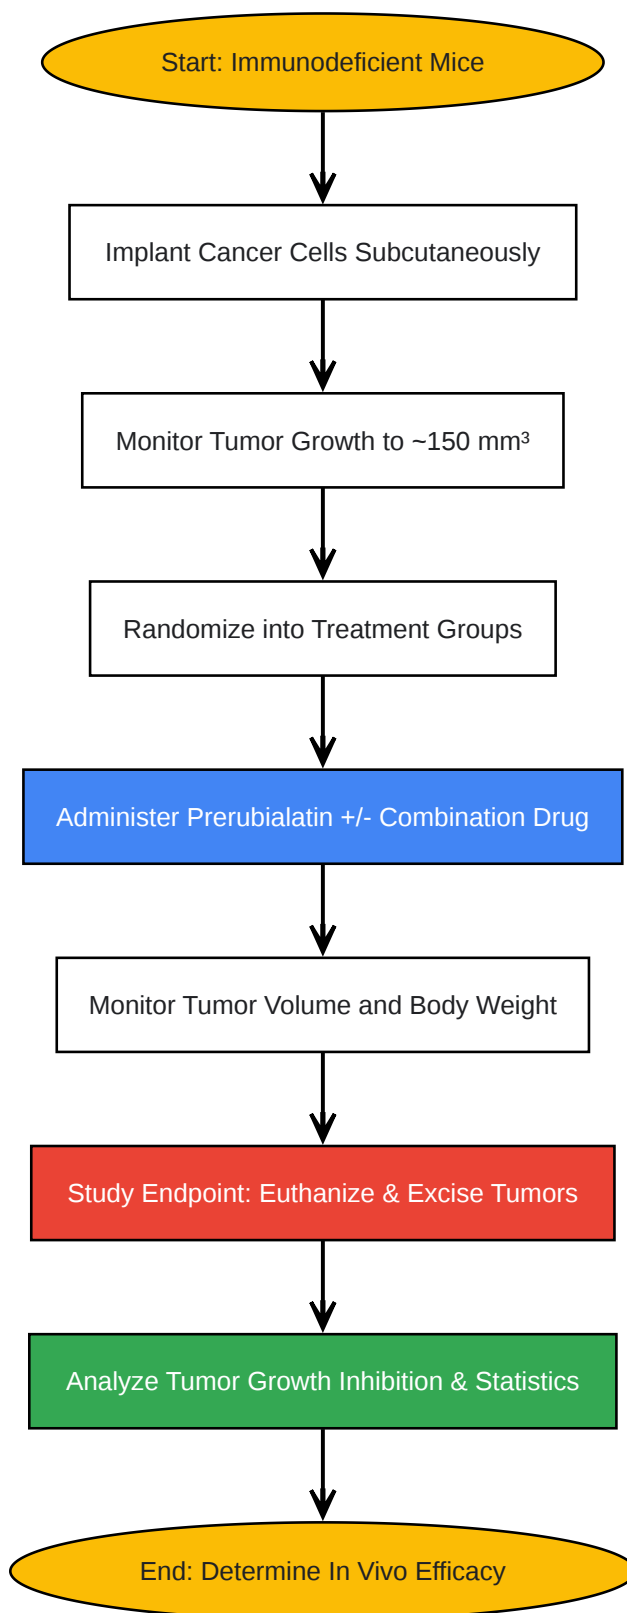 Start: Immunodeficient Mice
Implant Cancer Cells Subcutaneously
Monitor Tumor Growth to ~150 mm³
Randomize into Treatment Groups
Administer Prerubialatin +/- Combination Drug
Monitor Tumor Volume and Body Weight
Study Endpoint: Euthanize & Excise Tumors
Analyze Tumor Growth Inhibition & Statistics
End: Determine In Vivo Efficacy